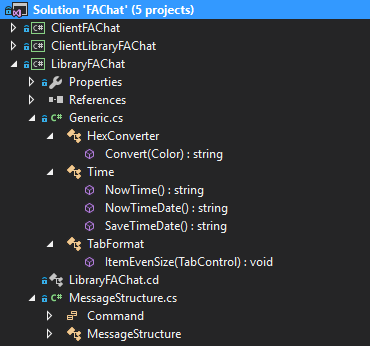 Solution 'FAChat' (5 projects)
C# ClientFAChat
C# ClientLibraryFAChat
C# LibraryFAChat
Properties
References
C# Generic.cs
HexConverter
Convert(Color) : string
Time
NowTime() : string
NowTimeDate() : string
SaveTimeDate() : string
TabFormat
ItemEvenSize(TabControl) : void
LibraryFAChat.cd
C# MessageStructure.cs
Command
MessageStructure